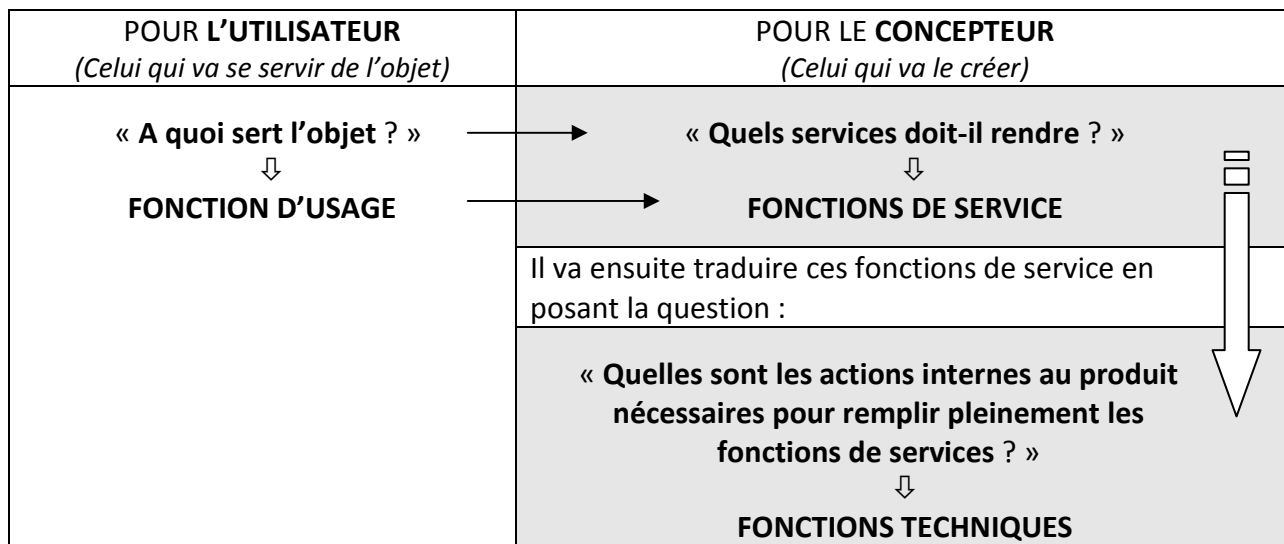 POUR L’UTILISATEUR
(Celui qui va se servir de l’objet)
POUR LE CONCEPTEUR
(Celui qui va le créer)
« A quoi sert l’objet ? »
FONCTION D’USAGE
« Quels services doit-il rendre ? »
FONCTIONS DE SERVICE
Il va ensuite traduire ces fonctions de service en
posant la question :
« Quelles sont les actions internes au produit
nécessaires pour remplir pleinement les
fonctions de services ? »
FONCTIONS TECHNIQUES